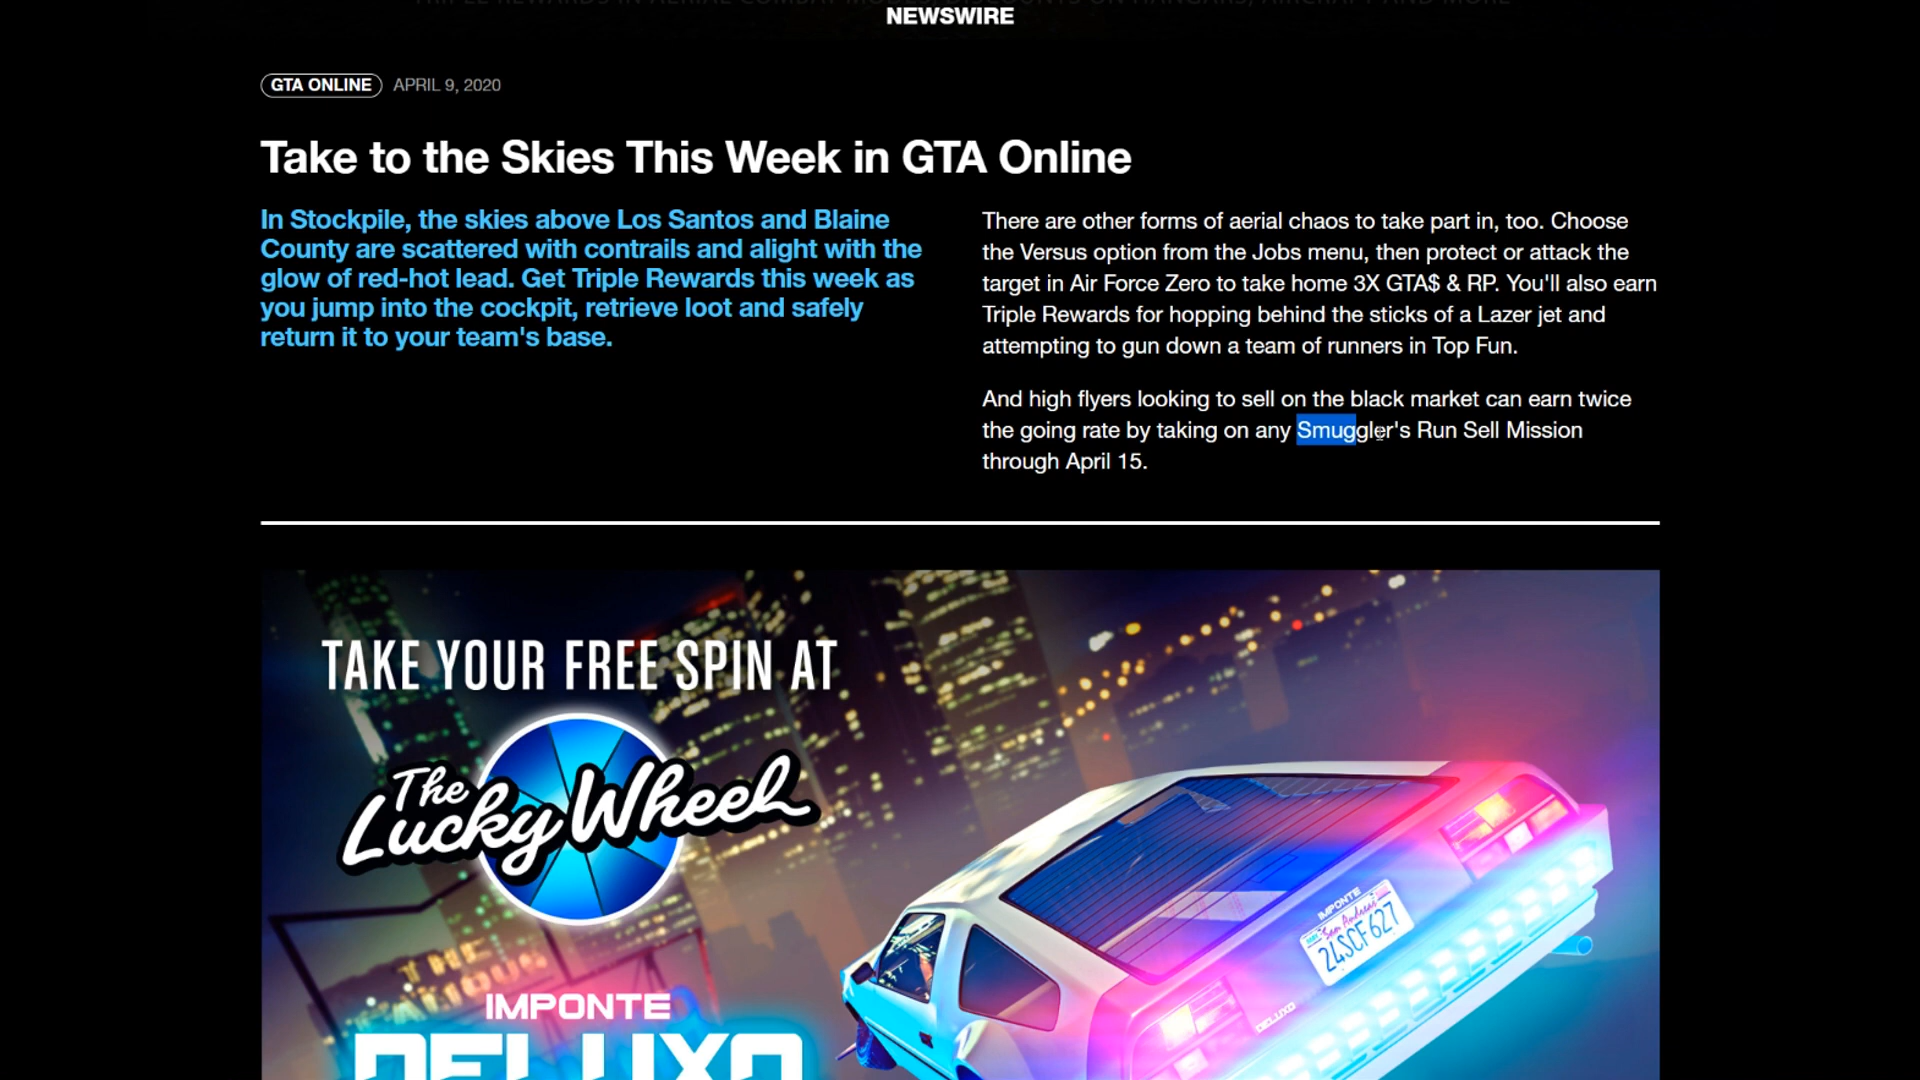 NEWSWIRE
GTA ONLINE APRIL 9, 2020
Take to the Skies This Week in GTA Online
In Stockpile, the skies above Los Santos and Blaine
County are scattered with contrails and alight with the
glow of red-hot lead. Get Triple Rewards this week as
you jump into the cockpit, retrieve loot and safely
return it to your team's base.
There are other forms of aerial chaos to take part in, too. Choose
the Versus option from the Jobs menu, then protect or attack the
target in Air Force Zero to take home 3X GTA$ & RP. You'll also earn
Triple Rewards for hopping behind the sticks of a Lazer jet and
attempting to gun down a team of runners in Top Fun.
And high flyers looking to sell on the black market can earn twice
the going rate by taking on any Smuggler's Run Sell Mission
through April 15.
TAKE YOUR FREE SPIN AT
The
Lucky Wheel
IMPONTE
DELUXO
IMPONTE
San Andreas
24SCF627
DELUXO